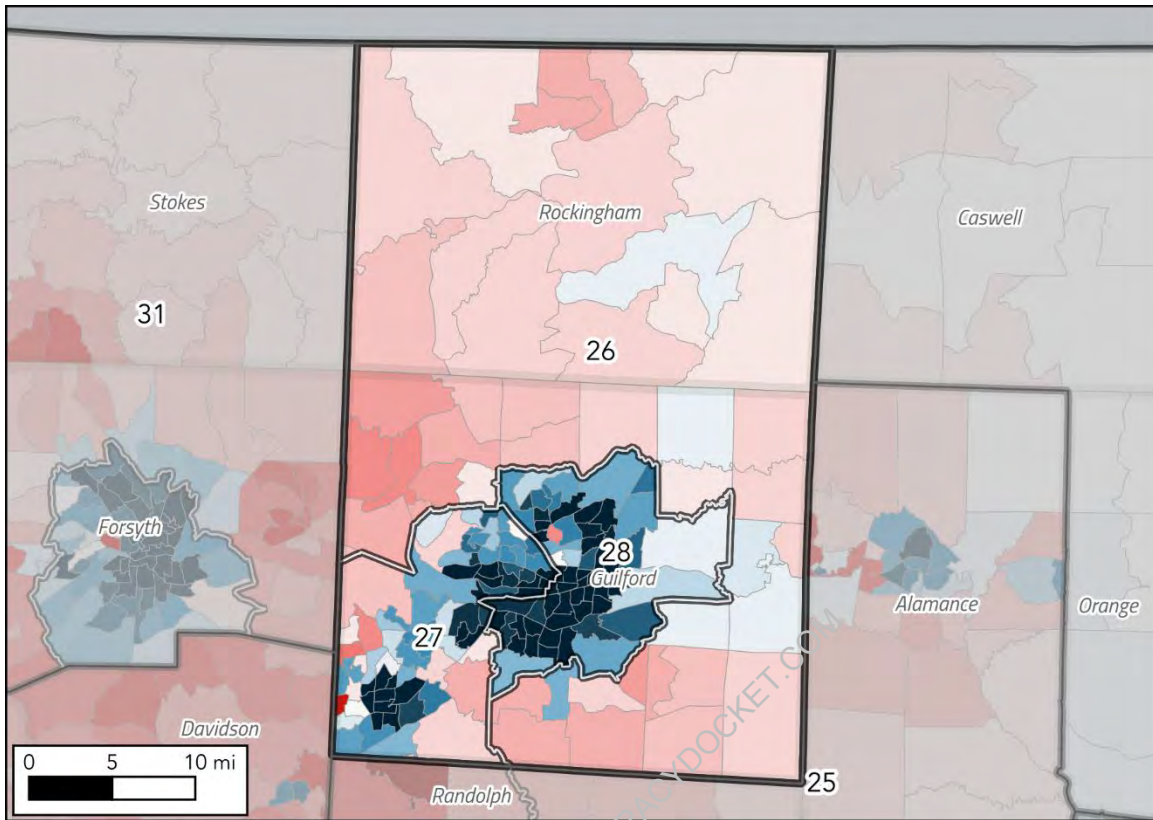 Stokes
Rockingham
Caswell
31
26
Forsyth
28
Guilford
Alamance
Orange
27
Davidson
0 5 10 mi
25
Randolph